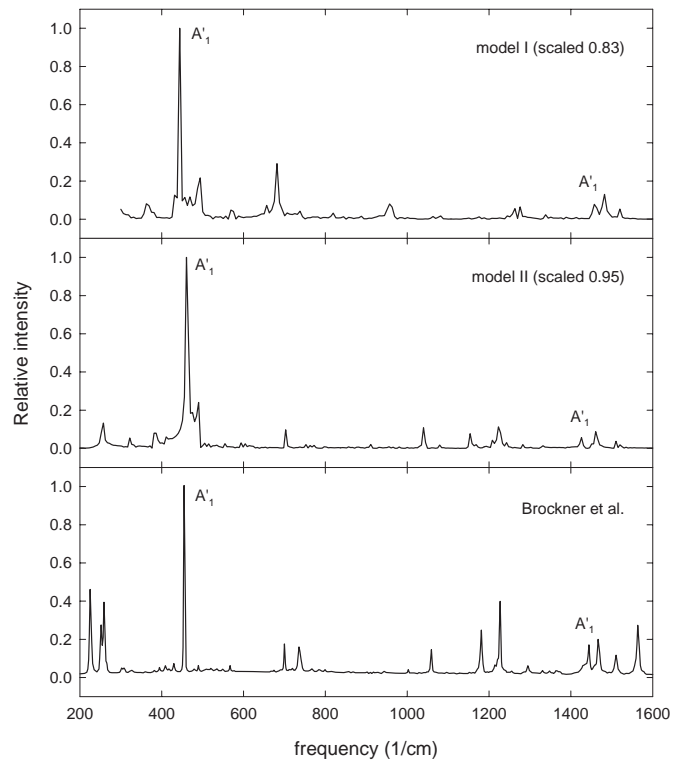 1.0
0.8
0.6
0.4
0.2
0.0
A'1
model I (scaled 0.83)
A'1
1.0
0.8
0.6
0.4
0.2
0.0
A'1
model II (scaled 0.95)
A'1
Relative intensity
1.0
0.8
0.6
0.4
0.2
0.0
A'1
Brockner et al.
A'1
200 400 600 800 1000 1200 1400 1600
frequency (1/cm)